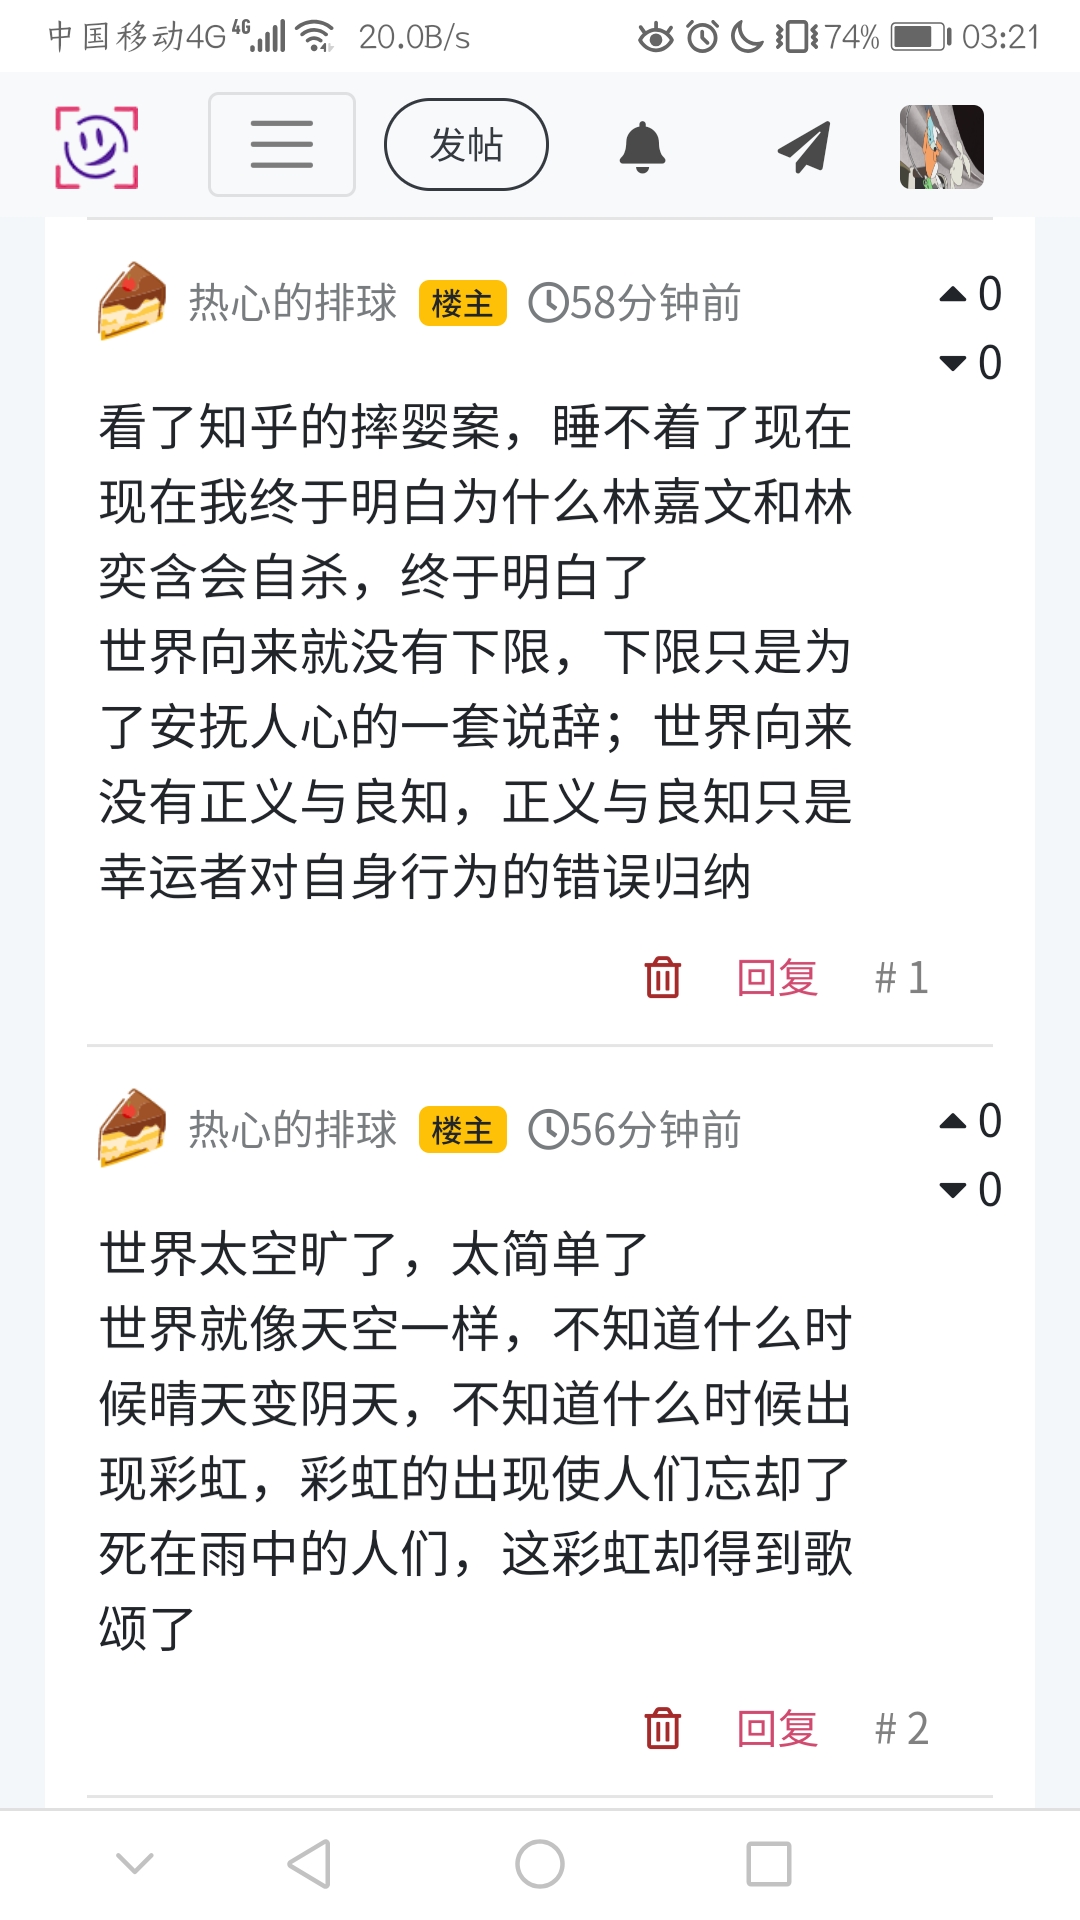 中国移动4G 4G 20.0B/s 74% 03:21
发帖
热心的排球 楼主 58分钟前 0
0
看了知乎的摔婴案，睡不着了现在
现在我终于明白为什么林嘉文和林
奕含会自杀，终于明白了
世界向来就没有下限，下限只是为
了安抚人心的一套说辞；世界向来
没有正义与良知，正义与良知只是
幸运者对自身行为的错误归纳
回复 # 1
热心的排球 楼主 56分钟前 0
0
世界太空旷了，太简单了
世界就像天空一样，不知道什么时
候晴天变阴天，不知道什么时候出
现彩虹，彩虹的出现使人们忘却了
死在雨中的人们，这彩虹却得到歌
颂了
回复 # 2